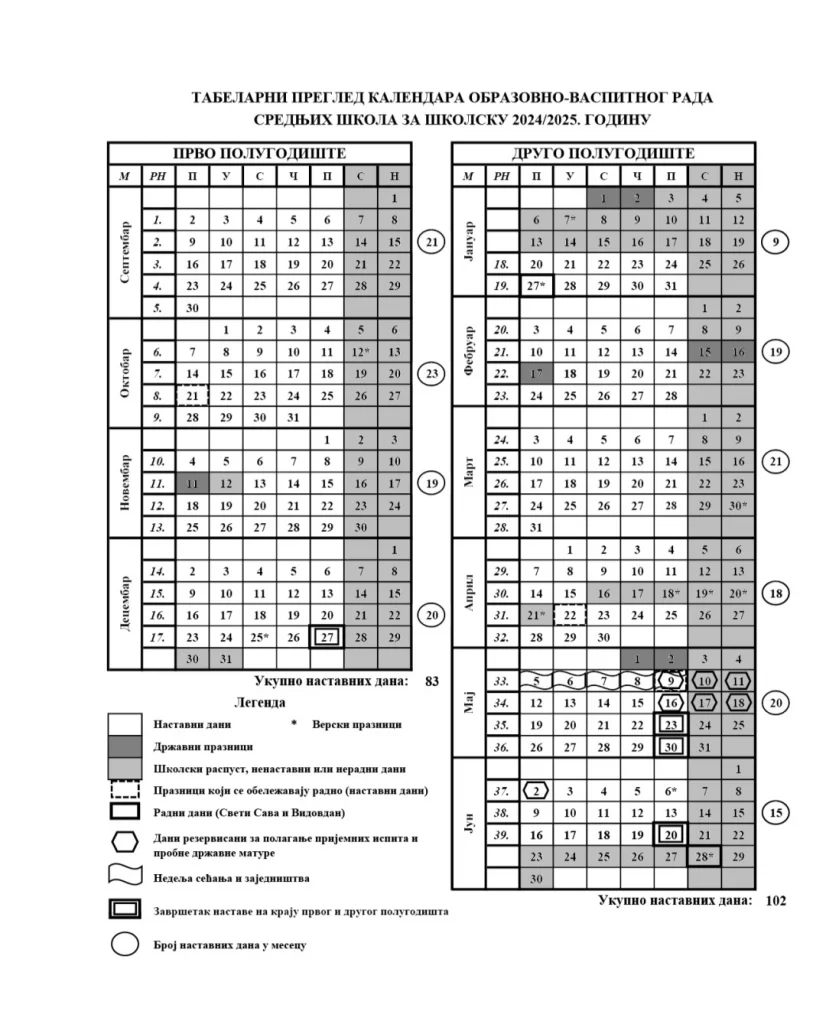 ТАБЕЛАРНИ ПРЕГЛЕД КАЛЕНДАРА ОБРАЗОВНО-ВАСПИТНОГ РАДА
СРЕДЊИХ ШКОЛА ЗА ШКОЛСКУ 2024/2025. ГОДИНУ
ПРВО ПОЛУГОДИШТЕ
М РН П У С Ч П С Н
Септембар
1
1. 2 3 4 5 6 7 8
2. 9 10 11 12 13 14 15 21
3. 16 17 18 19 20 21 22
4. 23 24 25 26 27 28 29
5. 30
Октобар
1 2 3 4 5 6
6. 7 8 9 10 11 12* 13
7. 14 15 16 17 18 19 20 23
8. 21 22 23 24 25 26 27
9. 28 29 30 31
Новембар
1 2 3
10. 4 5 6 7 8 9 10
11. 11 12 13 14 15 16 17 19
12. 18 19 20 21 22 23 24
13. 25 26 27 28 29 30
Децембар
1
14. 2 3 4 5 6 7 8
15. 9 10 11 12 13 14 15
16. 16 17 18 19 20 21 22 20
17. 23 24 25* 26 27 28 29
30 31
Укупно наставних дана: 83
Легенда
Наставни дани * Верски празници
Државни празници
Школски распуст, ненаставни или нерадни дани
Празници који се обележавају радно (наставни дани)
Радни дани (Свети Сава и Видовдан)
Дани резервисани за полагање пријемних испита и
пробне државне матуре
Недеља сећања и заједништва
Завршетак наставе на крају првог и другог полугодишта
Број наставних дана у месецу
ДРУГО ПОЛУГОДИШТЕ
М РН П У С Ч П С Н
Јануар
1 2 3 4 5
6 7* 8 9 10 11 12
13 14 15 16 17 18 19 9
18. 20 21 22 23 24 25 26
19. 27* 28 29 30 31
Фебруар
1 2
20. 3 4 5 6 7 8 9
21. 10 11 12 13 14 15 16 19
22. 17 18 19 20 21 22 23
23. 24 25 26 27 28
Март
1 2
24. 3 4 5 6 7 8 9
25. 10 11 12 13 14 15 16 21
26. 17 18 19 20 21 22 23
27. 24 25 26 27 28 29 30*
28. 31
Април
1 2 3 4 5 6
29. 7 8 9 10 11 12 13
30. 14 15 16 17 18* 19* 20* 18
31. 21* 22 23 24 25 26 27
32. 28 29 30
Мај
1 2 3 4
33. 5 6 7 8 9 10 11
34. 12 13 14 15 16 17 18 20
35. 19 20 21 22 23 24 25
36. 26 27 28 29 30 31
Јун
1
37. 2 3 4 5 6* 7 8
38. 9 10 11 12 13 14 15 15
39. 16 17 18 19 20 21 22
23 24 25 26 27 28* 29
30
Укупно наставних дана: 102